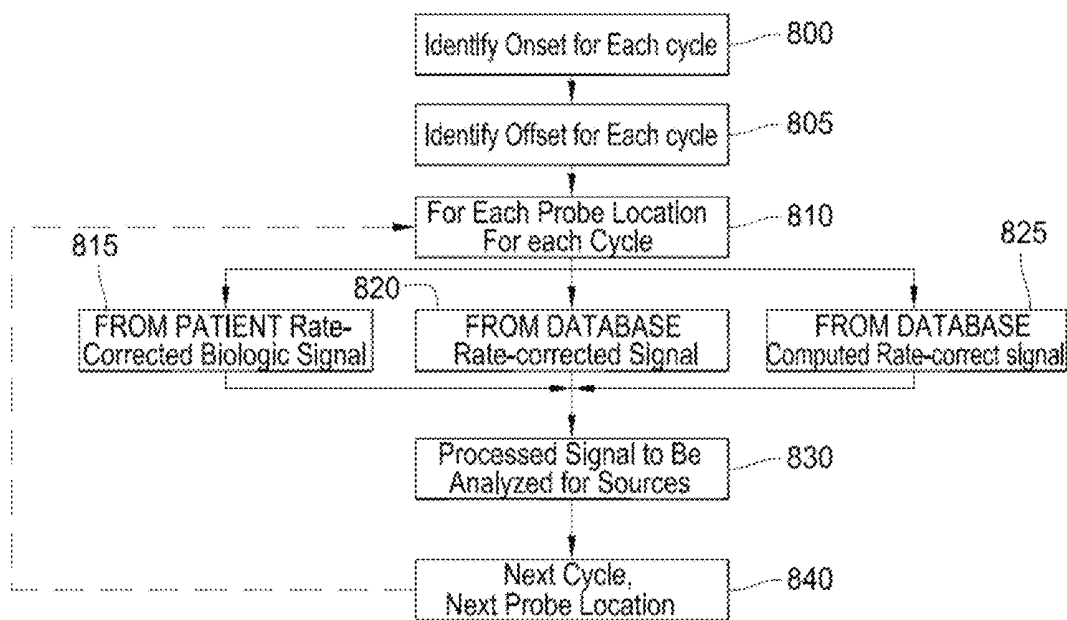 Identify Onset for Each cycle
800
Identify Offset for Each cycle
805
For Each Probe Location
For each Cycle
810
815
820
825
FROM PATIENT Rate-
Corrected Biologic Signal
FROM DATABASE
Rate-corrected Signal
FROM DATABASE
Computed Rate-correct signal
Processed Signal to Be
Analyzed for Sources
830
Next Cycle,
Next Probe Location
840